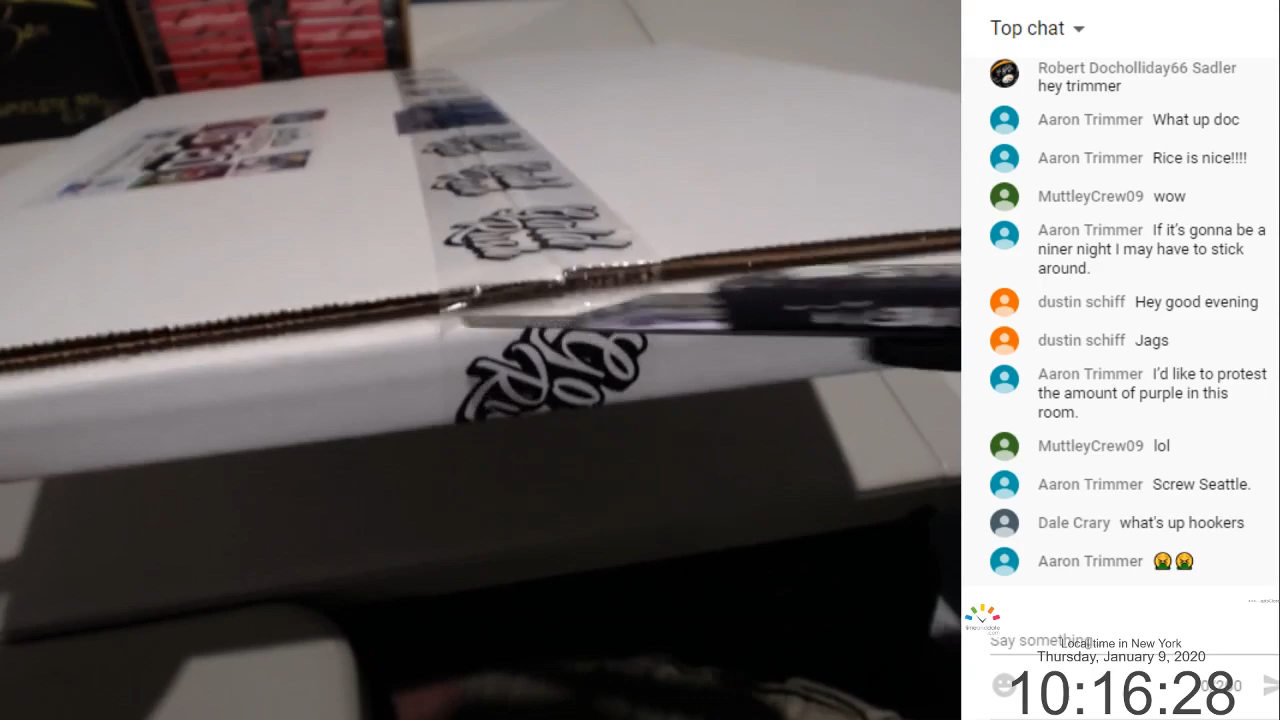 Top chat
Robert Docholliday66 Sadler
hey trimmer
Aaron Trimmer What up doc
Aaron Trimmer Rice is nice!!!!
MuttleyCrew09 wow
Aaron Trimmer If it's gonna be a
niner night I may have to stick
around.
dustin schiff Hey good evening
dustin schiff Jags
Aaron Trimmer I'd like to protest
the amount of purple in this
room.
MuttleyCrew09 lol
Aaron Trimmer Screw Seattle.
Dale Crary what's up hookers
Aaron Trimmer
Say something
Local time in New York
Thursday, January 9, 2020
10:16:28